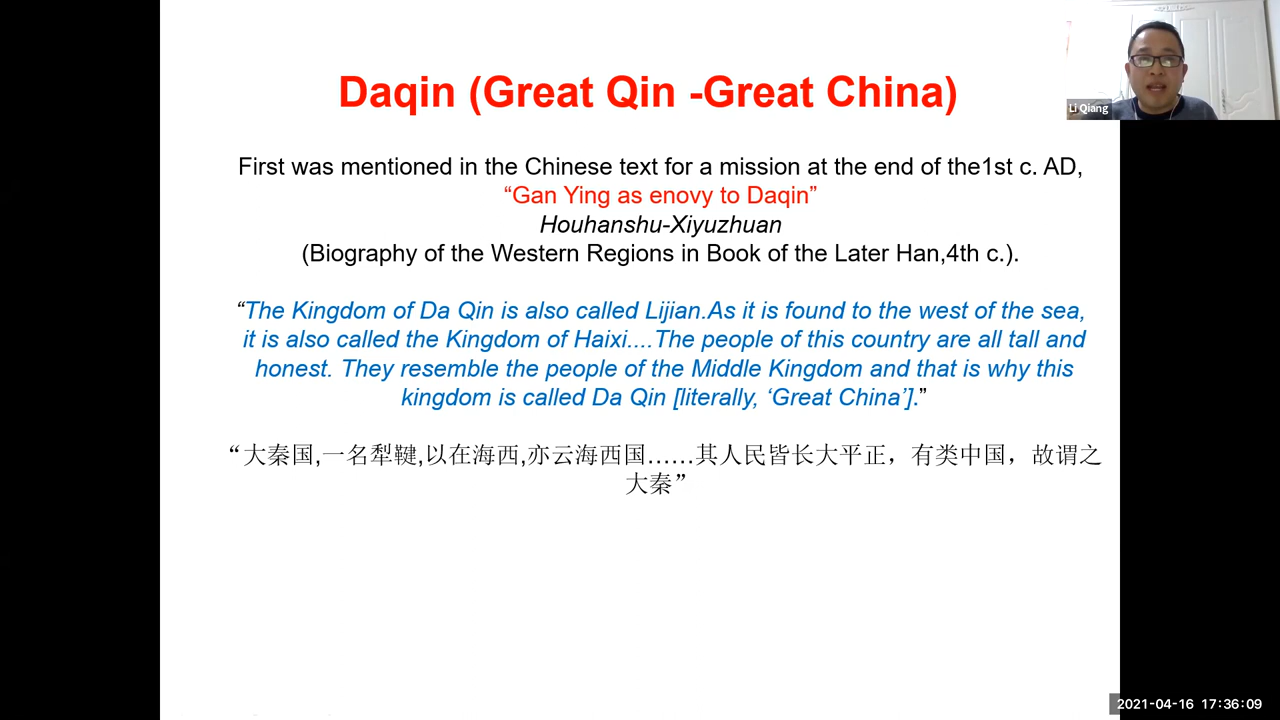 Daqin (Great Qin -Great China)
Li Qiang
First was mentioned in the Chinese text for a mission at the end of the1st c. AD,
“Gan Ying as enovy to Daqin”
Houhanshu-Xiyuzhuan
(Biography of the Western Regions in Book of the Later Han,4th c.).
“The Kingdom of Da Qin is also called Lijian.As it is found to the west of the sea,
it is also called the Kingdom of Haixi....The people of this country are all tall and
honest. They resemble the people of the Middle Kingdom and that is why this
kingdom is called Da Qin [literally, ‘Great China’].”
“大秦国,一名犁鞬,以在海西,亦云海西国……其人民皆长大平正，有类中国，故谓之
大秦”
2021-04-16 17:36:09